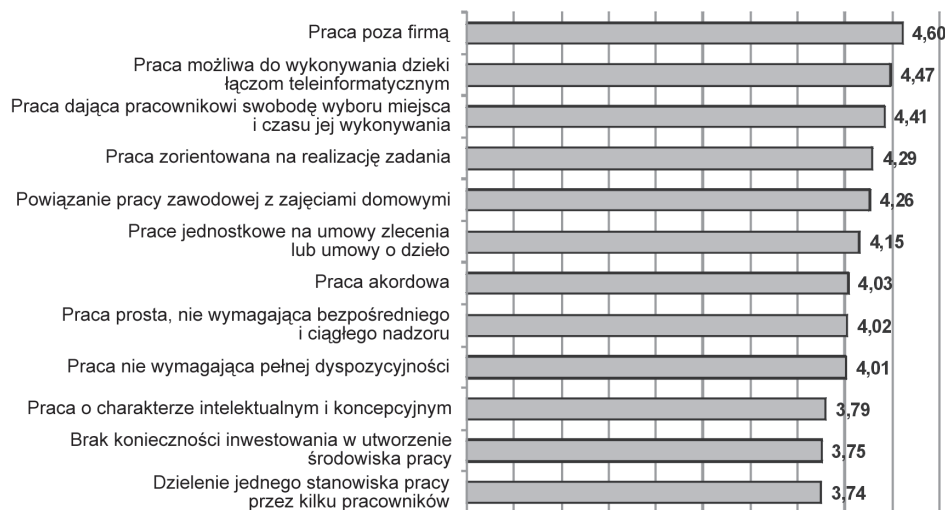 Praca poza firmą
4,60
Praca możliwa do wykonywania dzieki
łączom teleinformatycznym
4,47
Praca dająca pracownikowi swobodę wyboru miejsca
i czasu jej wykonywania
4,41
Praca zorientowana na realizację zadania
4,29
Powiązanie pracy zawodowej z zajęciami domowymi
4,26
Prace jednostkowe na umowy zlecenia
lub umowy o dzieło
4,15
Praca akordowa
4,03
Praca prosta, nie wymagająca bezpośredniego
i ciągłego nadzoru
4,02
Praca nie wymagająca pełnej dyspozycyjności
4,01
Praca o charakterze intelektualnym i koncepcyjnym
3,79
Brak konieczności inwestowania w utworzenie
środowiska pracy
3,75
Dzielenie jednego stanowiska pracy
przez kilku pracowników
3,74